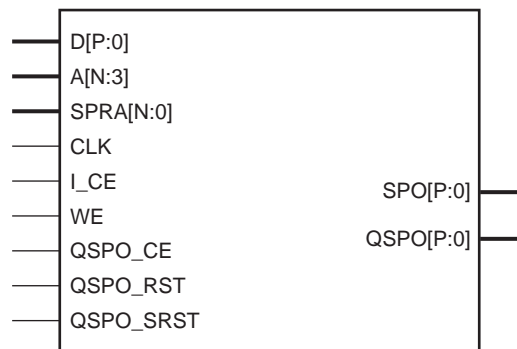 D[P:0]
A[N:3]
SPRA[N:0]
CLK
I_CE
WE
QSPO_CE
QSPO_RST
QSPO_SRST
SPO[P:0]
QSPO[P:0]